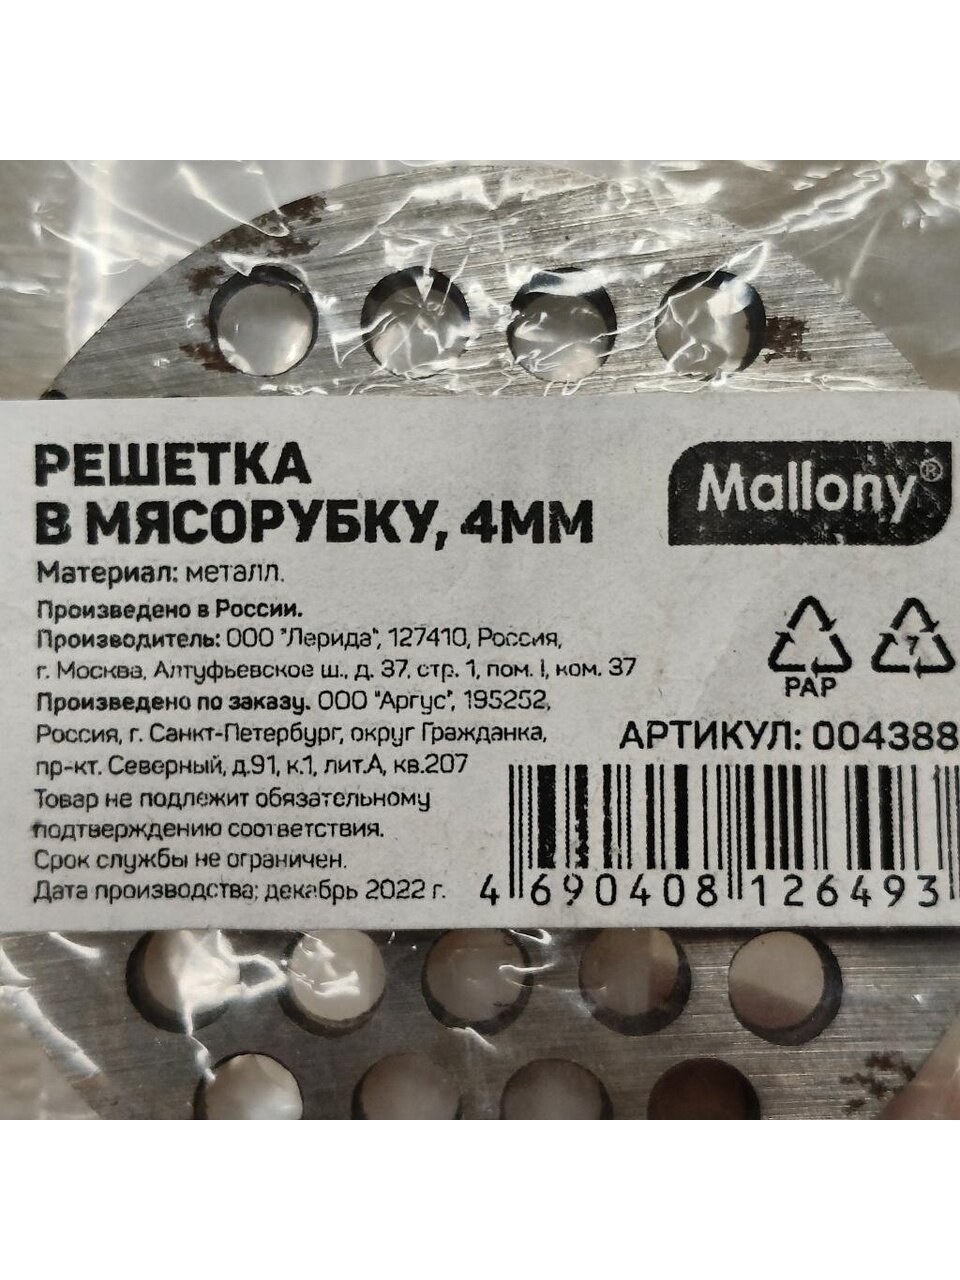 РЕШЕТКА
В МЯСОРУБКУ, 4ММ
Mallony®
Материал: металл.
Произведено в России.
Производитель: ООО "Лерида", 127410, Россия,
г. Москва, Алтуфьевское ш., д. 37, стр. 1, пом. I, ком. 37
Произведено по заказу. ООО "Аргус", 195252,
Россия, г. Санкт-Петербург, округ Гражданка,
пр-кт. Северный, д.91, к.1, лит.А, кв.207
Товар не подлежит обязательному
подтверждению соответствия.
Срок службы не ограничен.
Дата производства: декабрь 2022 г.
7
PAP
АРТИКУЛ: 004388
4 690408 126493